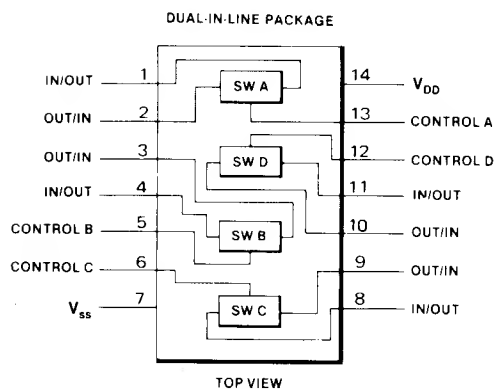 DUAL-IN-LINE PACKAGE
IN/OUT 1 SW A 14 VDD
OUT/IN 2 13 CONTROL A
OUT/IN 3 SW D 12 CONTROL D
IN/OUT 4 11 IN/OUT
CONTROL B 5 SW B 10 OUT/IN
CONTROL C 6 9 OUT/IN
Vss 7 SW C 8 IN/OUT
TOP VIEW